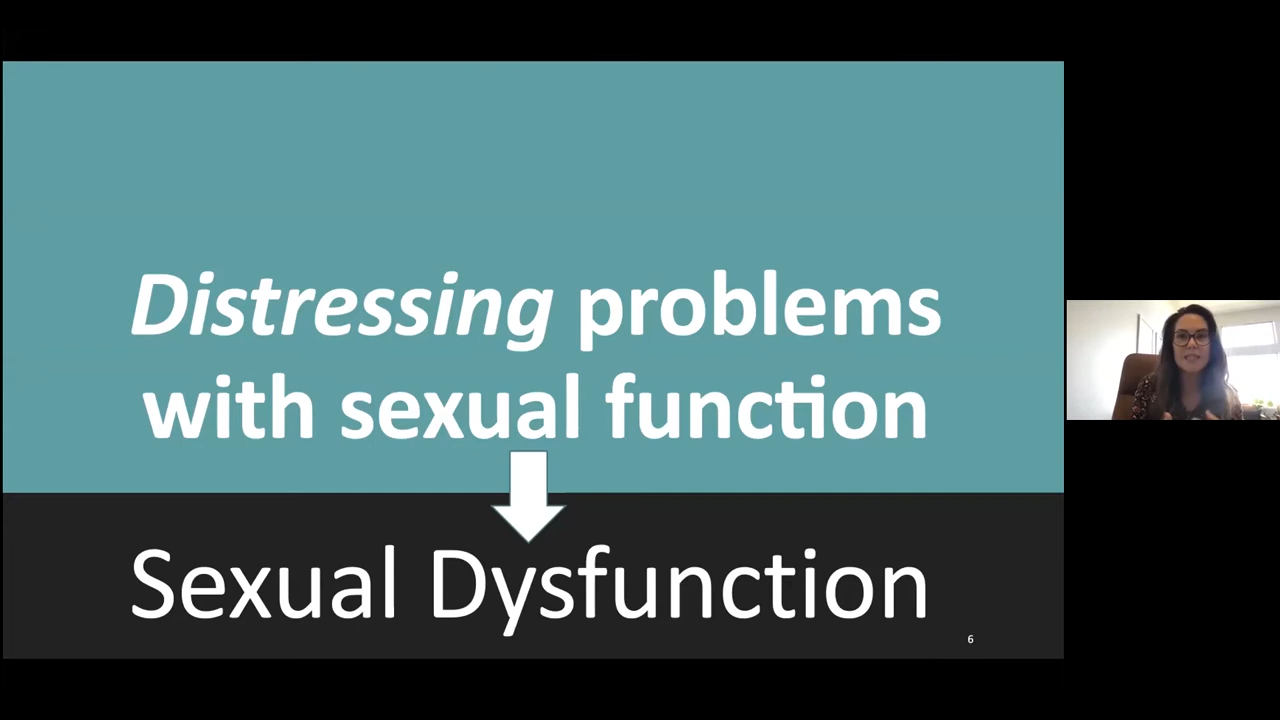 Distressing problems
with sexual function
Sexual Dysfunction
6